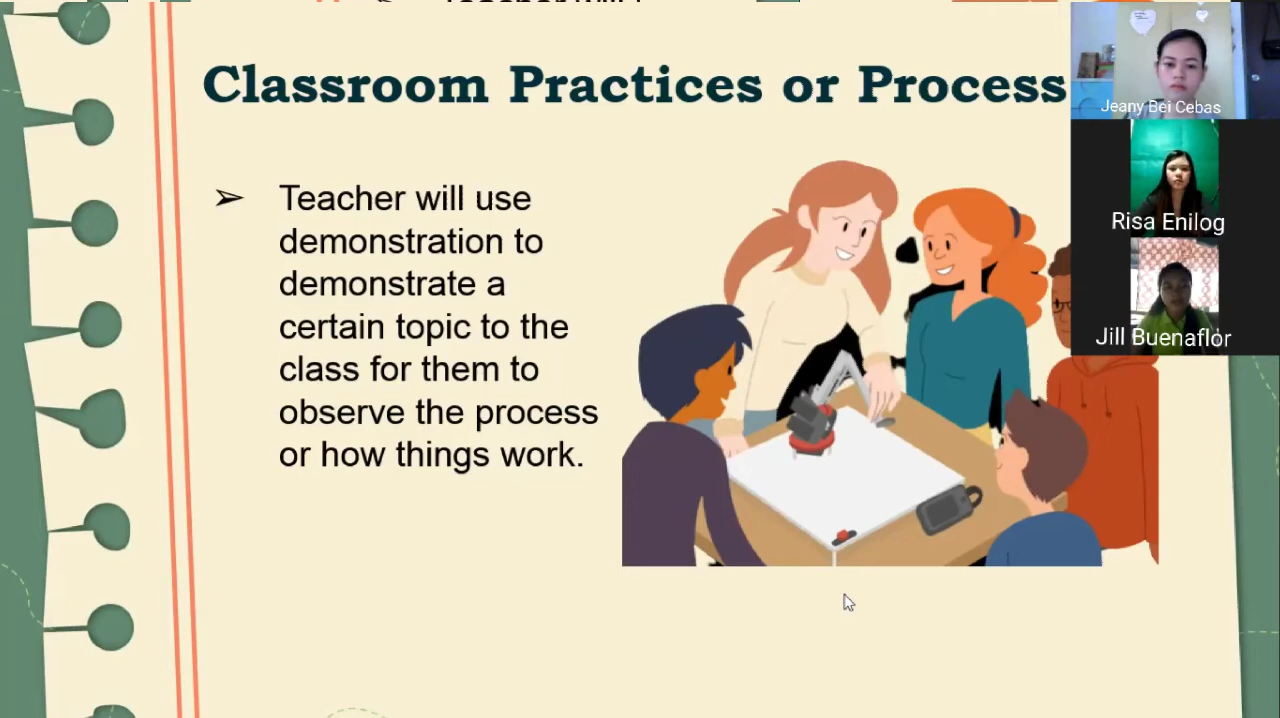 Classroom Practices or Process
➢ Teacher will use
demonstration to
demonstrate a
certain topic to the
class for them to
observe the process
or how things work.
Jeany Bei Cebas
Risa Enilog
Jill Buenaflor